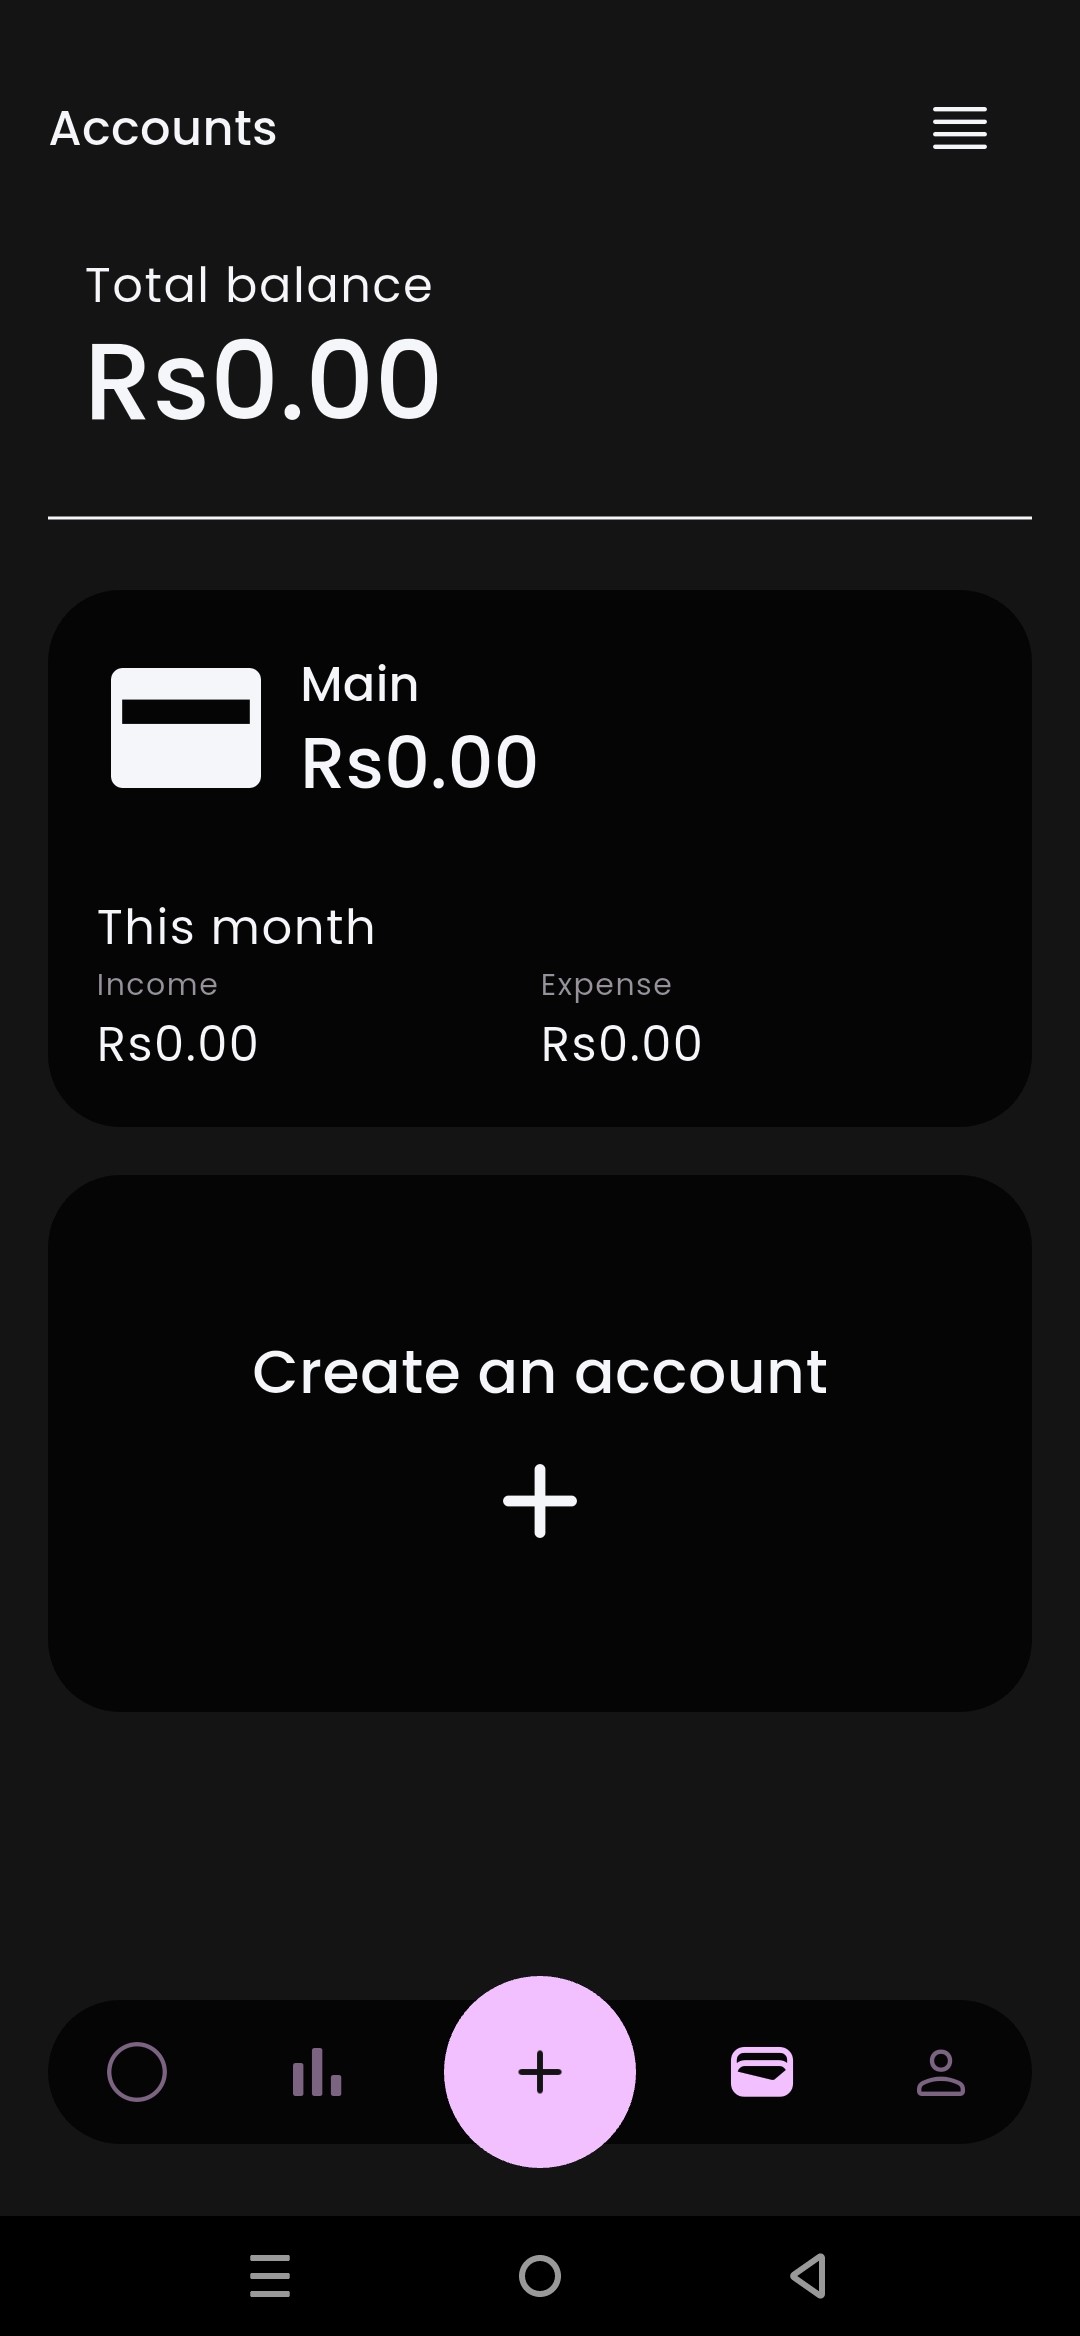 Accounts
Total balance
Rs0.00
Main
Rs0.00
This month
Income Expense
Rs0.00 Rs0.00
Create an account